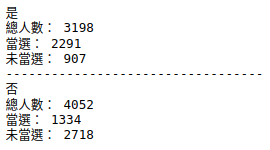 是
總人數： 3198
當選： 2291
未當選： 907
----------------------------------
否
總人數： 4052
當選： 1334
未當選： 2718